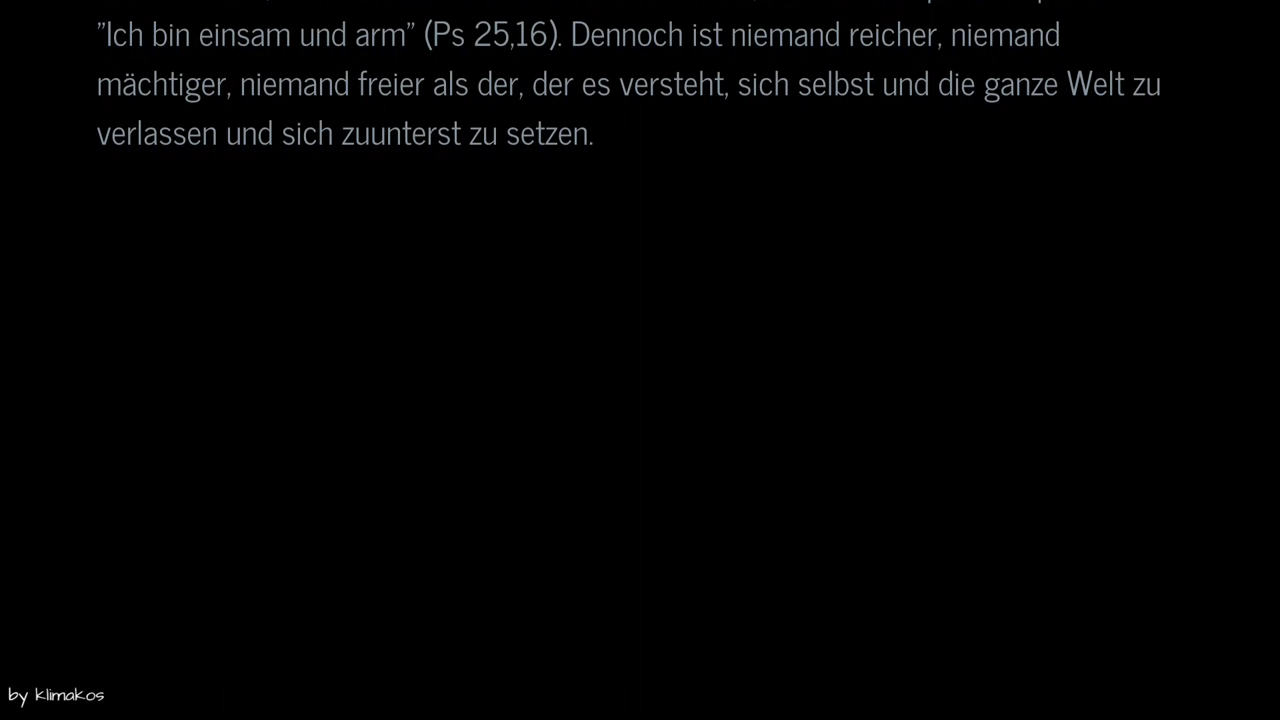 "Ich bin einsam und arm" (Ps 25,16). Dennoch ist niemand reicher, niemand
mächtiger, niemand freier als der, der es versteht, sich selbst und die ganze Welt zu
verlassen und sich zuunterst zu setzen.
by klimakos